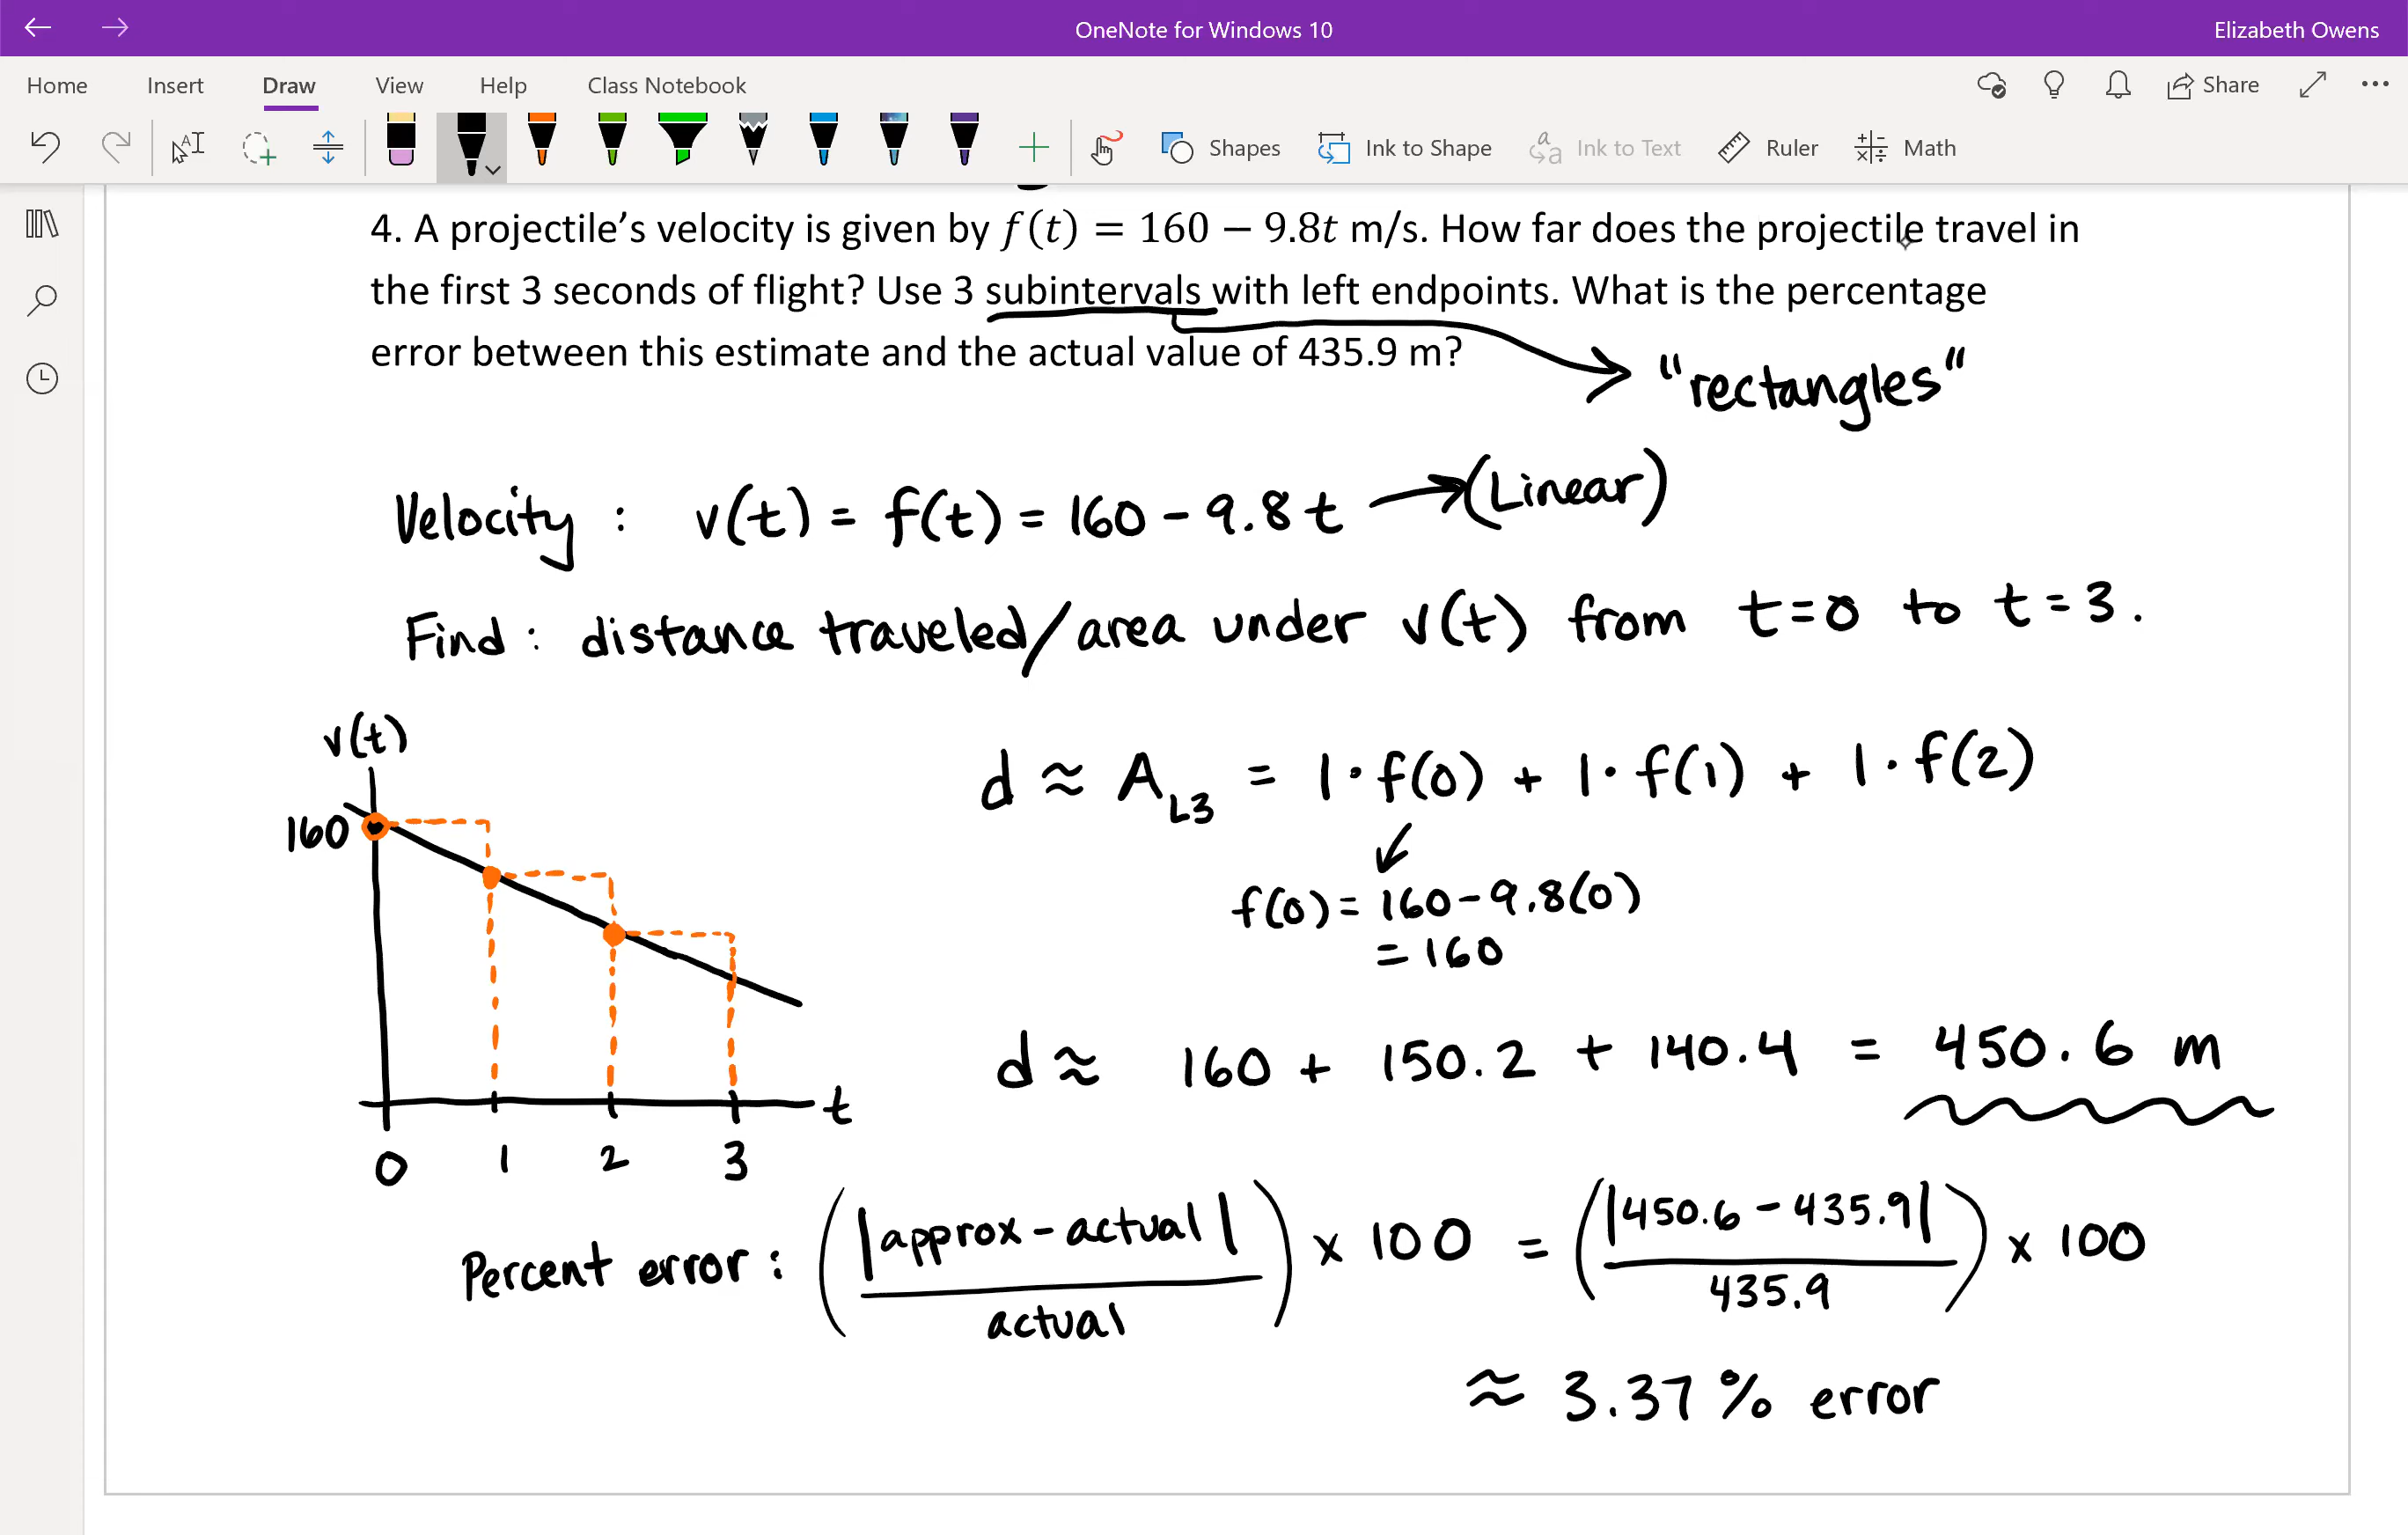 OneNote for Windows 10
Elizabeth Owens
Home Insert Draw View Help Class Notebook Share
Shapes Ink to Shape Ink to Text Ruler Math
4. A projectile’s velocity is given by f(t) = 160 − 9.8t m/s. How far does the projectile travel in
the first 3 seconds of flight? Use 3 subintervals with left endpoints. What is the percentage
error between this estimate and the actual value of 435.9 m?
"rectangles"
Velocity : v(t) = f(t) = 160 - 9.8t → (Linear)
Find : distance traveled/area under v(t) from t=0 to t=3.
v(t)
160
0 1 2 3
t
d ≈ A_L3 = 1·f(0) + 1·f(1) + 1·f(2)
f(0) = 160-9.8(0)
= 160
d ≈ 160 + 150.2 + 140.4 = 450.6 m
Percent error : (|approx - actual| / actual) x 100 = (|450.6 - 435.9| / 435.9) x 100
≈ 3.37 % error